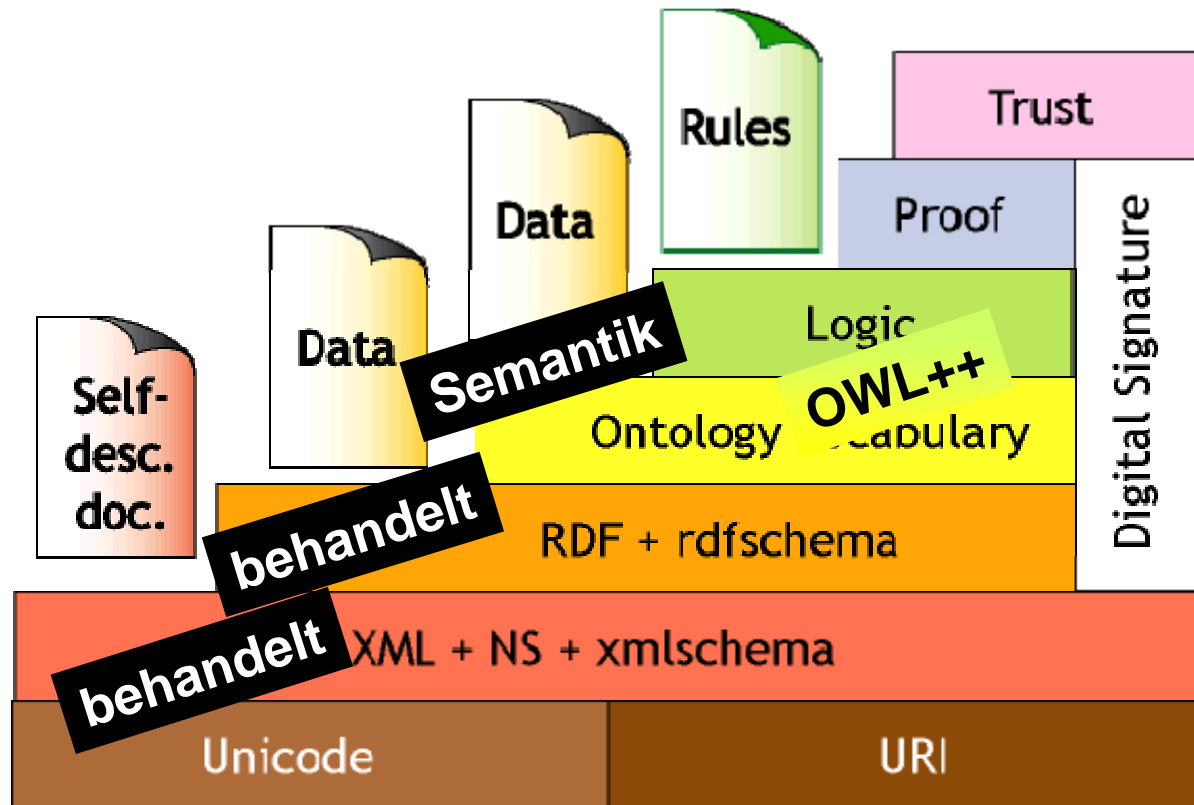 Trust
Rules
Proof
Data
Digital Signature
Logic
Data
Semantik
OWL++
Self-
desc.
doc.
Ontology
behandelt
RDF + rdfschema
behandelt
XML + NS + xmlschema
Unicode
URI